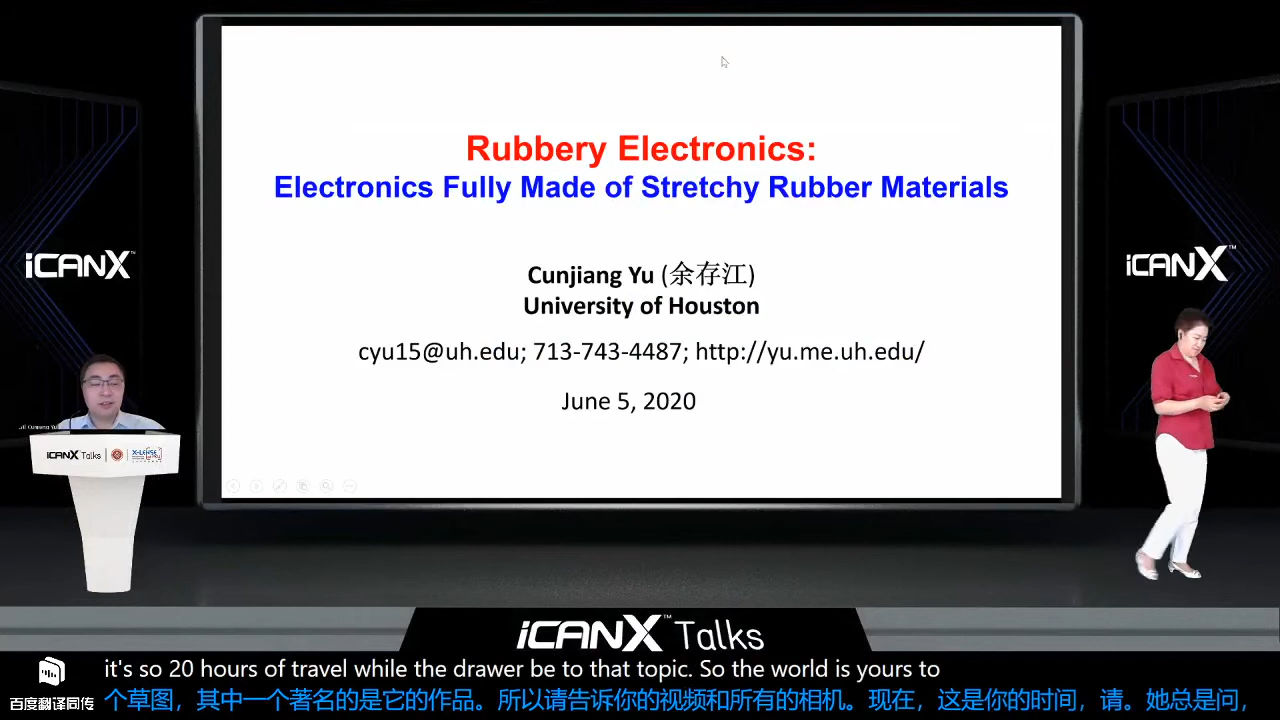 Rubbery Electronics:
Electronics Fully Made of Stretchy Rubber Materials
Cunjiang Yu (余存江)
University of Houston
cyu15@uh.edu; 713-743-4487; http://yu.me.uh.edu/
June 5, 2020
iCANX™
iCANX™
iCANX Talks
X-LENSE
iCANX™ Talks
it's so 20 hours of travel while the drawer be to that topic. So the world is yours to
百度翻译同传
个草图，其中一个著名的是它的作品。所以请告诉你的视频和所有的相机。现在，这是你的时间，请。她总是问，